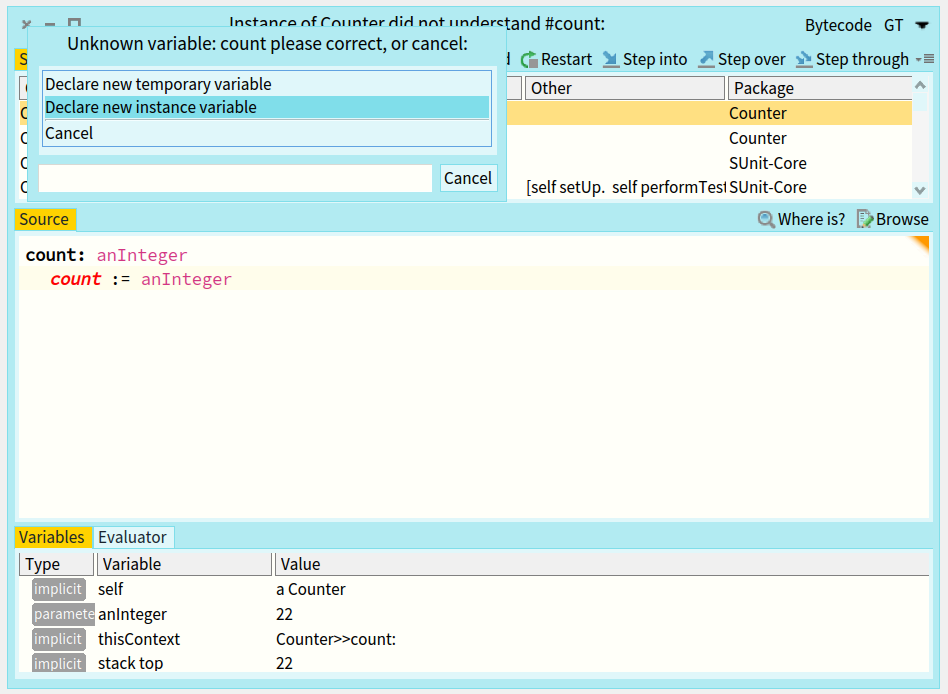 Instance of Counter did not understand #count:
Bytecode GT
Unknown variable: count please correct, or cancel:
Restart Step into Step over Step through
Declare new temporary variable
Declare new instance variable
Cancel
Cancel
Other Package
Counter
Counter
SUnit-Core
[self setUp. self performTest SUnit-Core
Source Where is? Browse
count: anInteger
count := anInteger
Variables Evaluator
Type Variable Value
implicit self a Counter
paramete anInteger 22
implicit thisContext Counter>>count:
implicit stack top 22